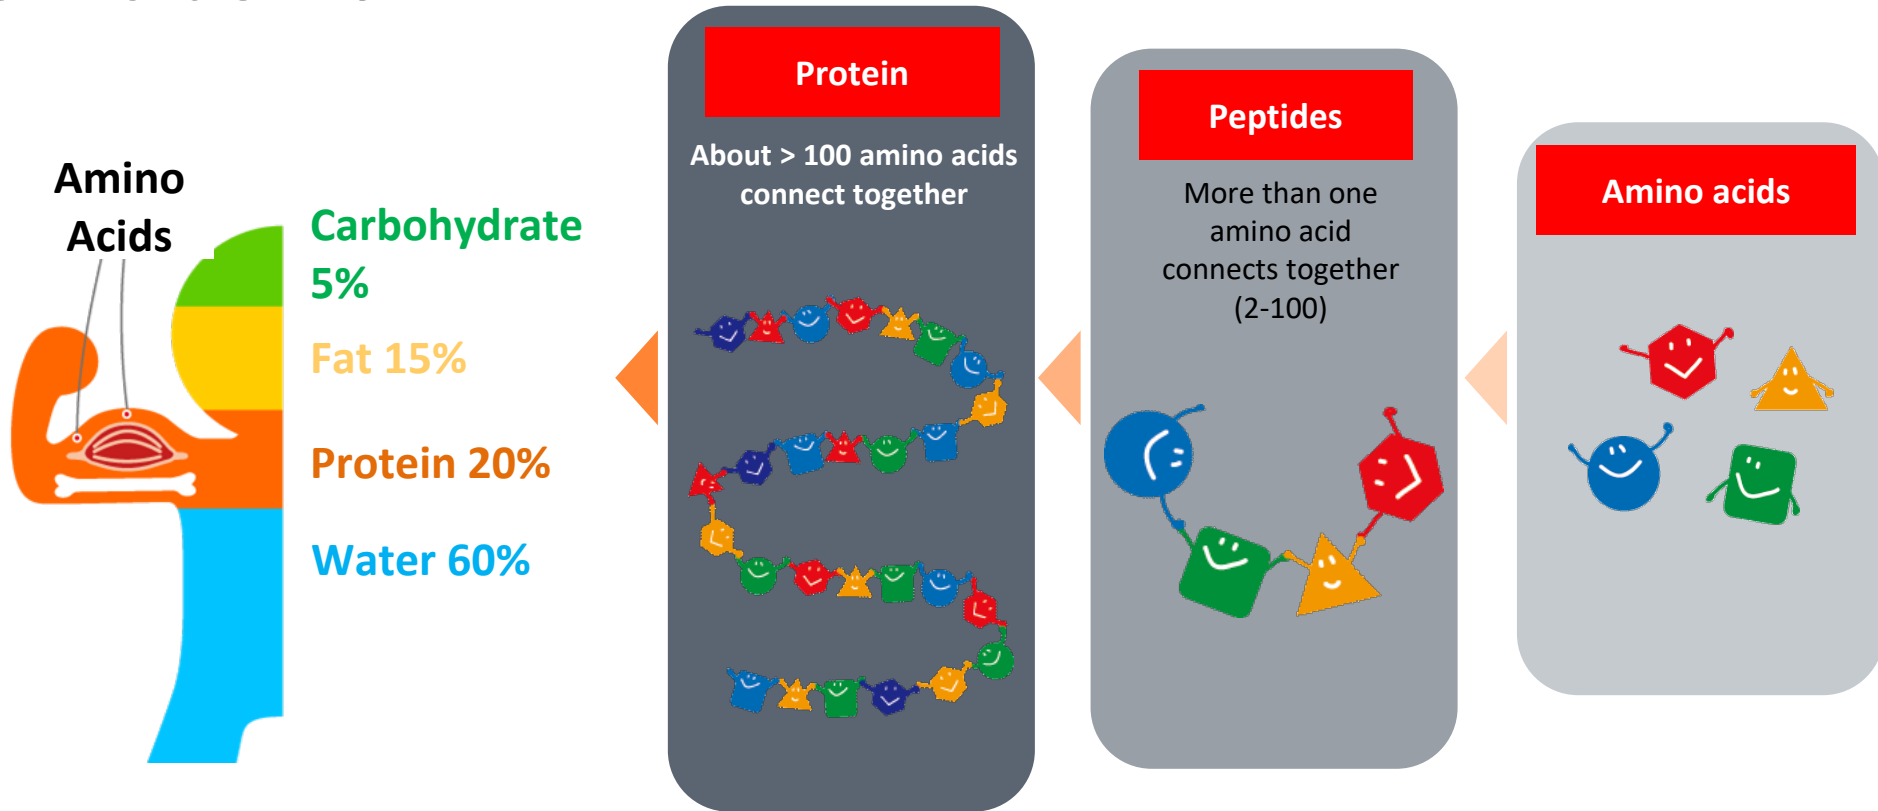 Amino
Acids
Carbohydrate
5%
Fat 15%
Protein 20%
Water 60%
Protein
About > 100 amino acids
connect together
Peptides
More than one
amino acid
connects together
(2-100)
Amino acids